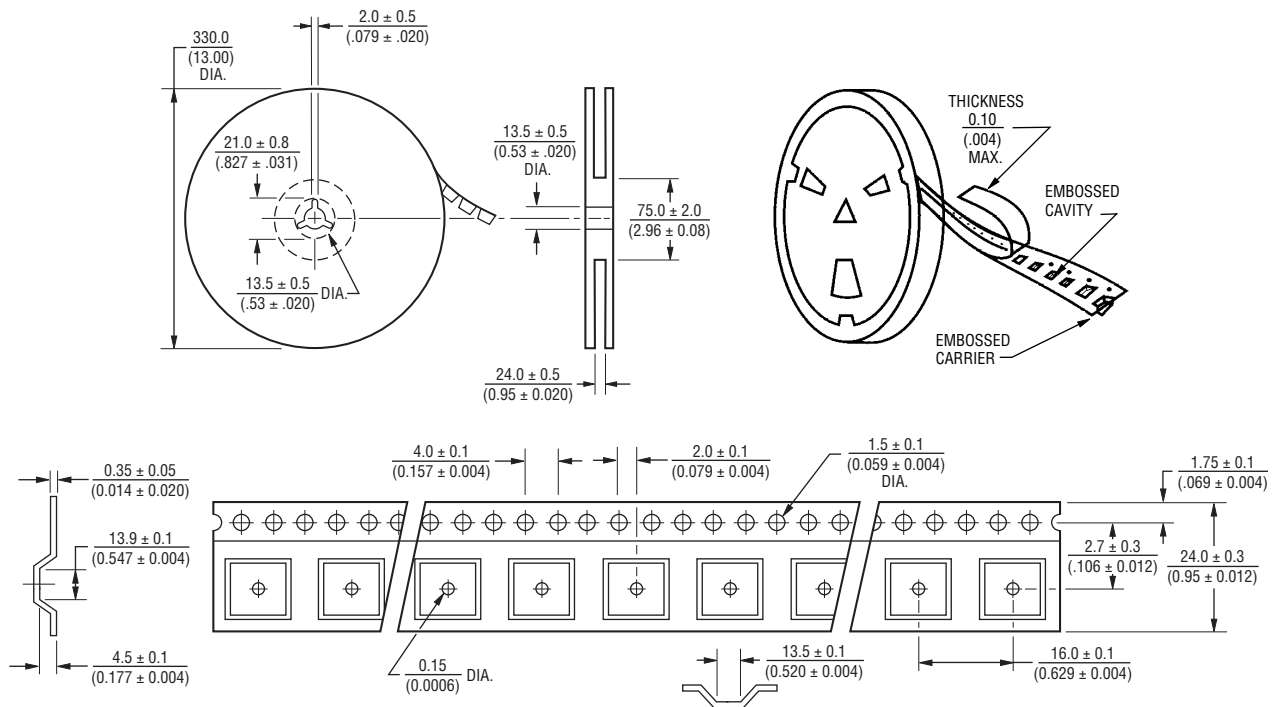 2.0 ± 0.5
(.079 ± .020)
330.0
(13.00)
DIA.
21.0 ± 0.8
(.827 ± .031)
13.5 ± 0.5
(.53 ± .020)
DIA.
13.5 ± 0.5
(0.53 ± .020)
DIA.
75.0 ± 2.0
(2.96 ± 0.08)
24.0 ± 0.5
(0.95 ± 0.020)
THICKNESS
0.10
(.004)
MAX.
EMBOSSED
CAVITY
EMBOSSED
CARRIER
0.35 ± 0.05
(0.014 ± 0.020)
13.9 ± 0.1
(0.547 ± 0.004)
4.5 ± 0.1
(0.177 ± 0.004)
4.0 ± 0.1
(0.157 ± 0.004)
2.0 ± 0.1
(0.079 ± 0.004)
1.5 ± 0.1
(0.059 ± 0.004)
DIA.
1.75 ± 0.1
(.069 ± 0.004)
2.7 ± 0.3
(.106 ± 0.012)
24.0 ± 0.3
(0.95 ± 0.012)
0.15
(0.0006)
DIA.
13.5 ± 0.1
(0.520 ± 0.004)
16.0 ± 0.1
(0.629 ± 0.004)